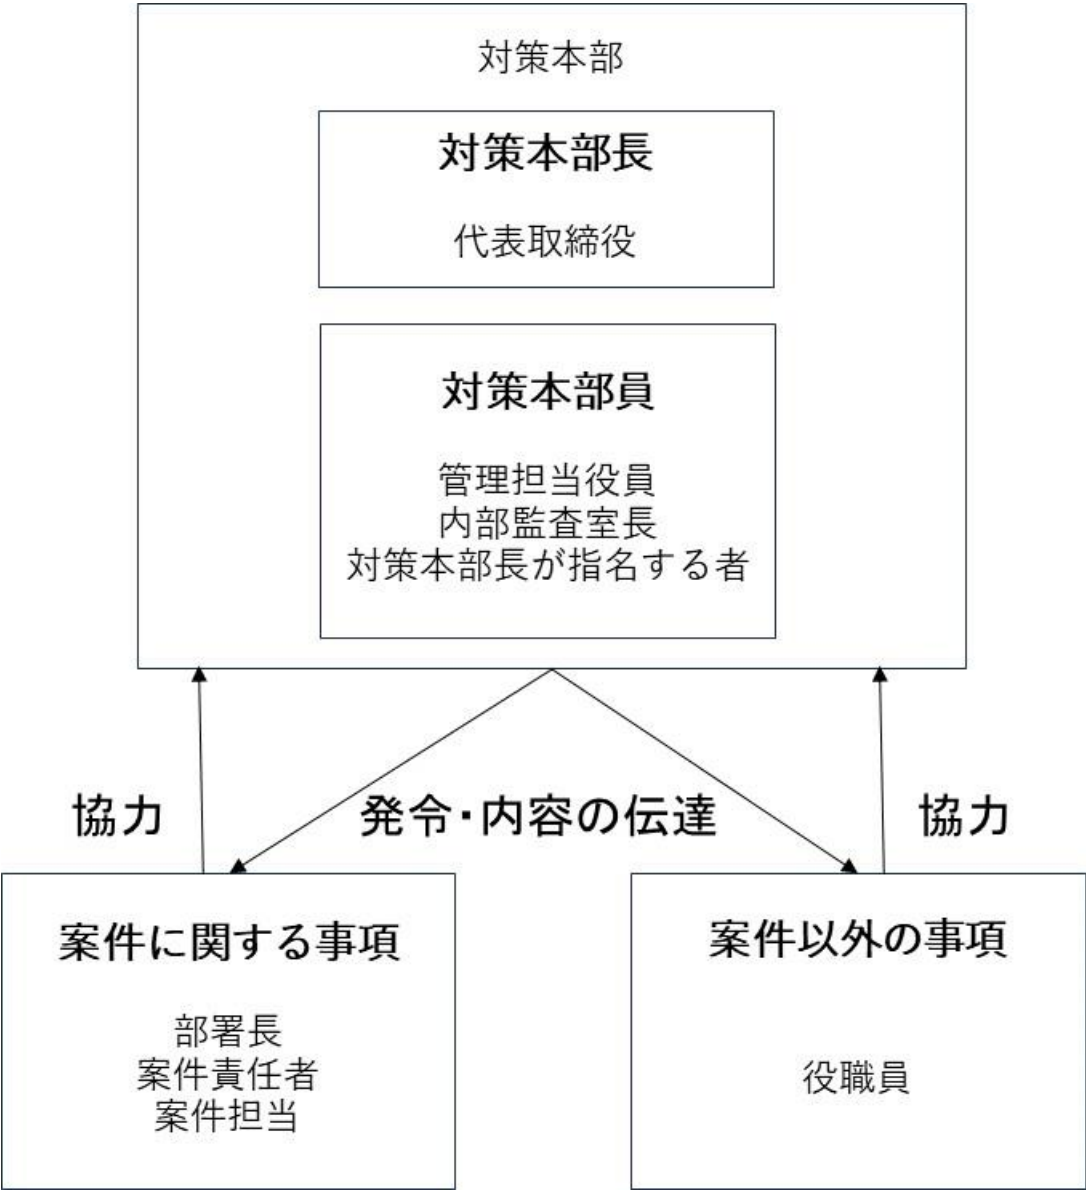 対策本部
対策本部長
代表取締役
対策本部員
管理担当役員
内部監査室長
対策本部長が指名する者
協力
発令・内容の伝達
協力
案件に関する事項
部署長
案件責任者
案件担当
案件以外の事項
役職員